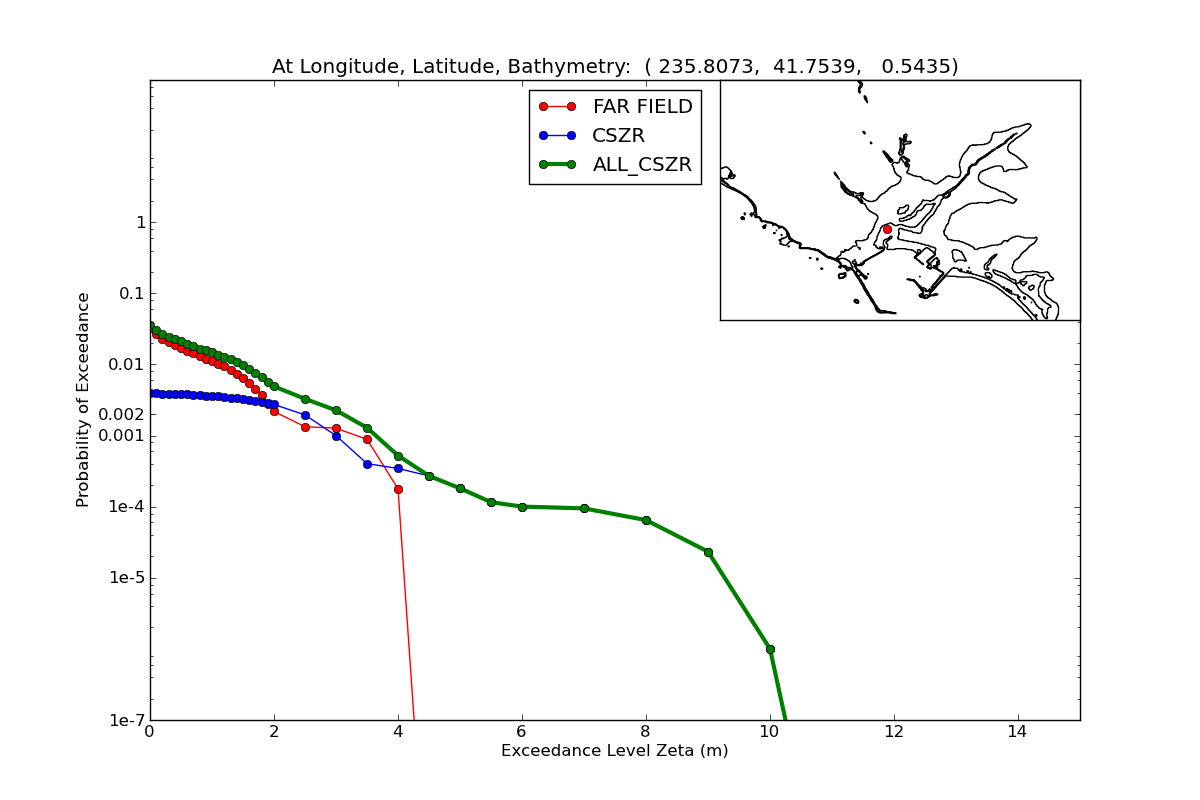 At Longitude, Latitude, Bathymetry: ( 235.8073, 41.7539, 0.5435)
FAR FIELD
CSZR
ALL_CSZR
Probability of Exceedance
1
0.1
0.01
0.002
0.001
1e-4
1e-5
1e-7
0 2 4 6 8 10 12 14
Exceedance Level Zeta (m)